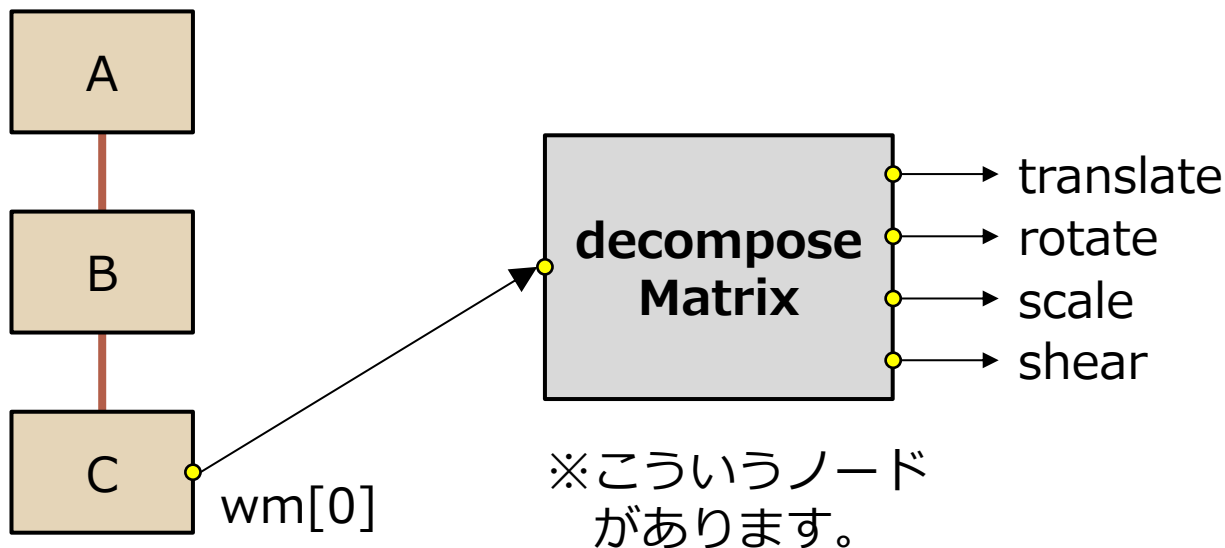 A
B
C
wm[0]
decompose
Matrix
translate
rotate
scale
shear
※こういうノード
があります。